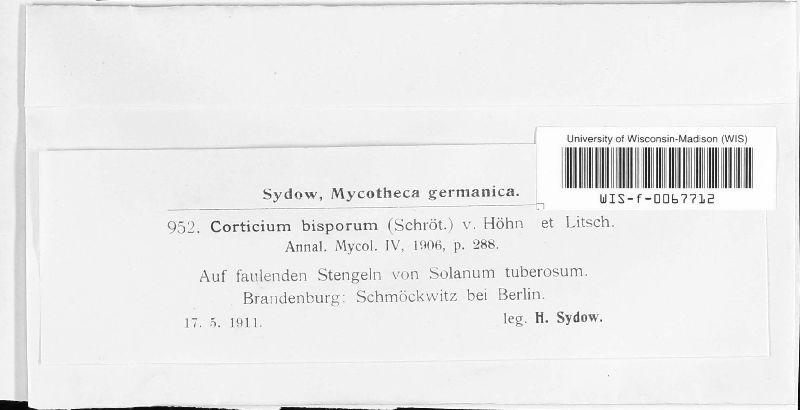 University of Wisconsin-Madison (WIS)
WIS-f-0067712
Sydow, Mycotheca germanica.
952. Corticium bisporum (Schröt.) v. Höhn et Litsch.
Annal. Mycol. IV, 1906, p. 288.
Auf faulenden Stengeln von Solanum tuberosum.
Brandenburg: Schmöckwitz bei Berlin.
17. 5. 1911. leg. H. Sydow.